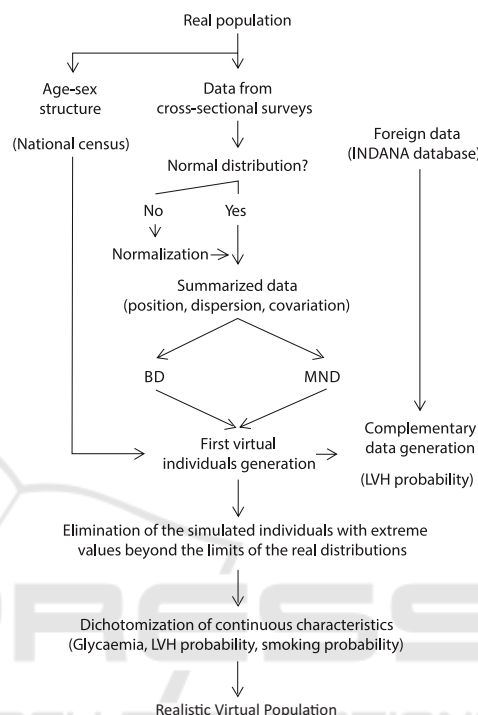 Real population
Age-sex
structure
(National census)
Data from
cross-sectional surveys
Foreign data
(INDANA database)
Normal distribution?
No
Yes
Normalization
Summarized data
(position, dispersion, covariation)
BD
MND
First virtual
individuals generation
Complementary
data generation
(LVH probability)
Elimination of the simulated individuals with extreme
values beyond the limits of the real distributions
Dichotomization of continuous characteristics
(Glycaemia, LVH probability, smoking probability)
Realistic Virtual Population